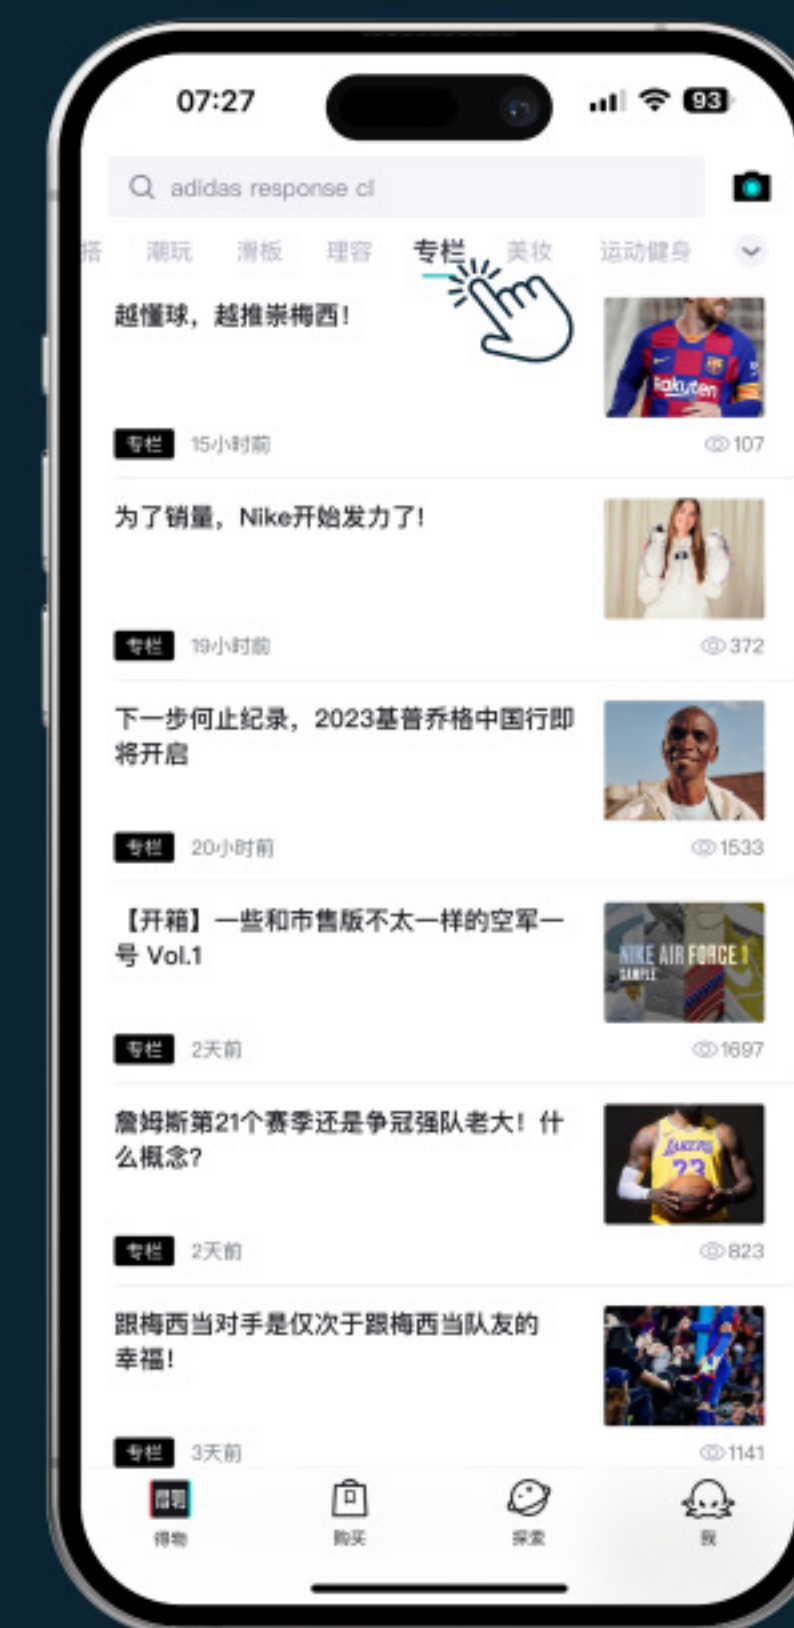 07:27
93
adidas response cl
搭 潮玩 滑板 理容 专栏 美妆 运动健身
越懂球，越推崇梅西！
Rakuten
专栏 15小时前 107
为了销量，Nike开始发力了！
专栏 19小时前 372
下一步何止纪录，2023基普乔格中国行即
将开启
专栏 20小时前 1533
【开箱】一些和市售版不太一样的空军一
号 Vol.1
NIKE AIR FORCE 1
SAMPLE
专栏 2天前 1697
詹姆斯第21个赛季还是争冠强队老大！什
么概念？
LAKERS
23
专栏 2天前 823
跟梅西当对手是仅次于跟梅西当队友的
幸福！
专栏 3天前 1141
得物 购买 探索 我